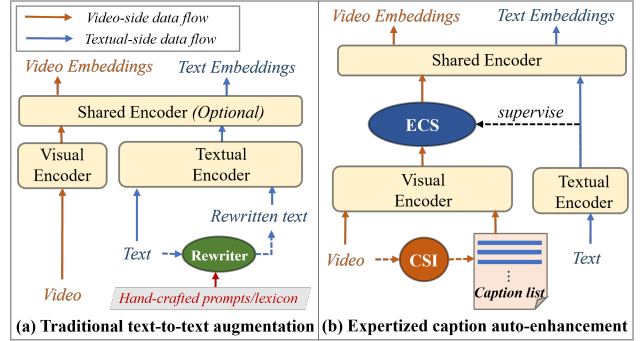 Video-side data flow
Textual-side data flow
Video Embeddings
Text Embeddings
Shared Encoder (Optional)
Visual
Encoder
Textual
Encoder
Rewritten text
Text
Rewriter
Video
Hand-crafted prompts/lexicon
(a) Traditional text-to-text augmentation
Video Embeddings
Text Embeddings
Shared Encoder
ECS
supervise
Visual
Encoder
Textual
Encoder
Video
CSI
Caption list
Text
(b) Expertized caption auto-enhancement